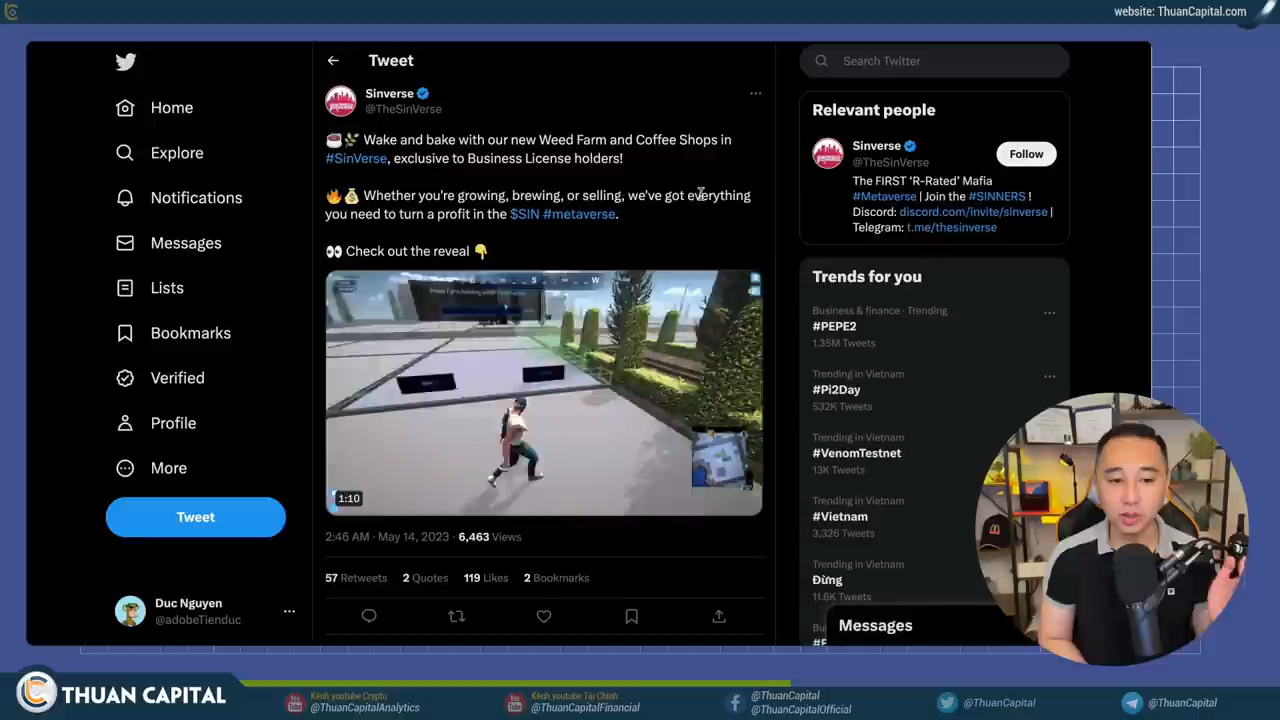 website: ThuanCapital.com
Home
Explore
Notifications
Messages
Lists
Bookmarks
Verified
Profile
More
Tweet
Duc Nguyen
@adobeTienduc
Tweet
Sinverse
@TheSinVerse
Wake and bake with our new Weed Farm and Coffee Shops in
#SinVerse, exclusive to Business License holders!
Whether you're growing, brewing, or selling, we've got everything
you need to turn a profit in the $SIN #metaverse.
👀 Check out the reveal 👇
S W
1:10
2:46 AM · May 14, 2023 · 6,463 Views
57 Retweets 2 Quotes 119 Likes 2 Bookmarks
Search Twitter
Relevant people
Sinverse
@TheSinVerse
Follow
The FIRST ‘R-Rated’ Mafia
#Metaverse | Join the #SINNERS !
Discord: discord.com/invite/sinverse |
Telegram: t.me/thesinverse
Trends for you
Business & finance · Trending
#PEPE2
1.35M Tweets
Trending in Vietnam
#Pi2Day
532K Tweets
Trending in Vietnam
#VenomTestnet
13K Tweets
Trending in Vietnam
#Vietnam
3,326 Tweets
Trending in Vietnam
Đừng
11.6K Tweets
Messages
THUAN CAPITAL
Kênh youtube Crypto
@ThuanCapitalAnalytics
Kênh youtube Tài Chính
@ThuanCapitalFinancial
@ThuanCapital
@ThuanCapitalOfficial
@ThuanCapital
@ThuanCapital